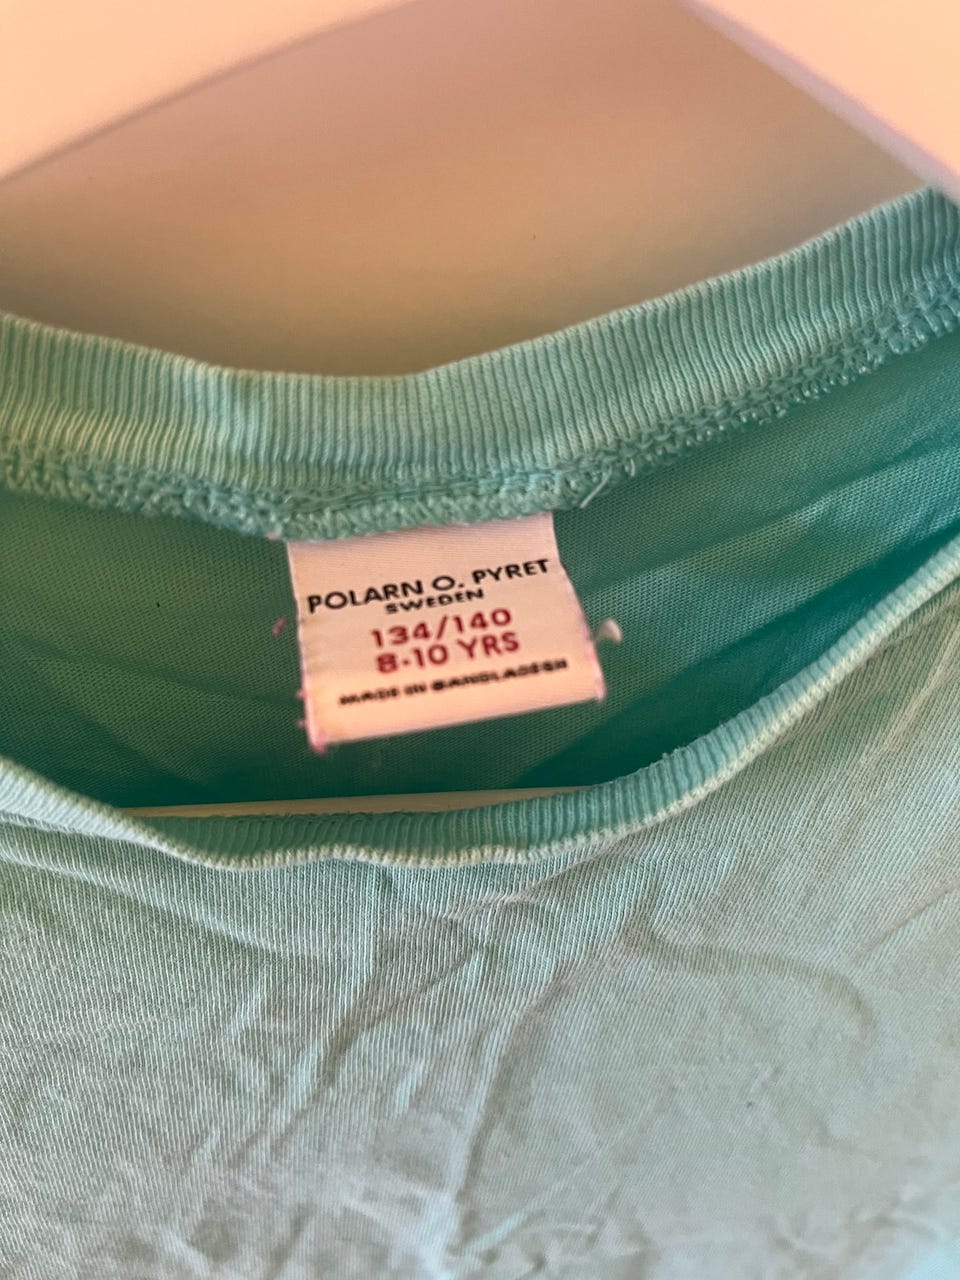 POLARN O. PYRET
SWEDEN
134/140
8-10 YRS
MADE IN BANGLADESH